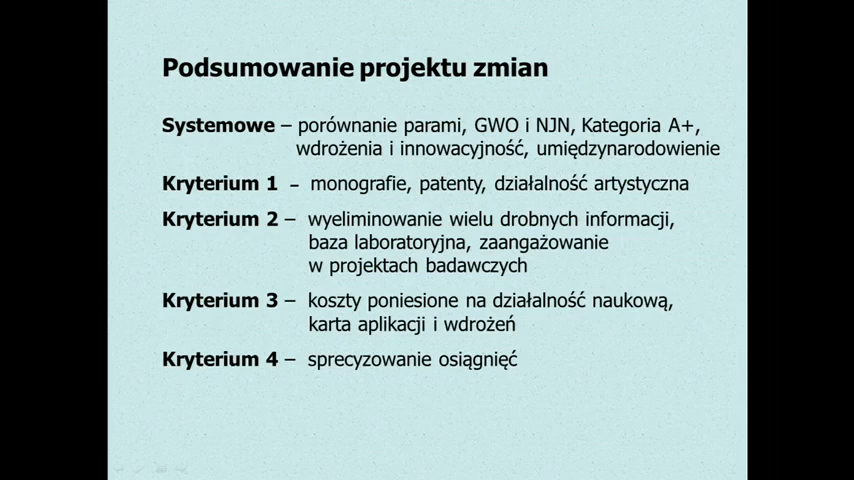 Podsumowanie projektu zmian
Systemowe – porównanie parami, GWO i NJN, Kategoria A+,
wdrożenia i innowacyjność, umiędzynarodowienie
Kryterium 1 – monografie, patenty, działalność artystyczna
Kryterium 2 – wyeliminowanie wielu drobnych informacji,
baza laboratoryjna, zaangażowanie
w projektach badawczych
Kryterium 3 – koszty poniesione na działalność naukową,
karta aplikacji i wdrożeń
Kryterium 4 – sprecyzowanie osiągnięć